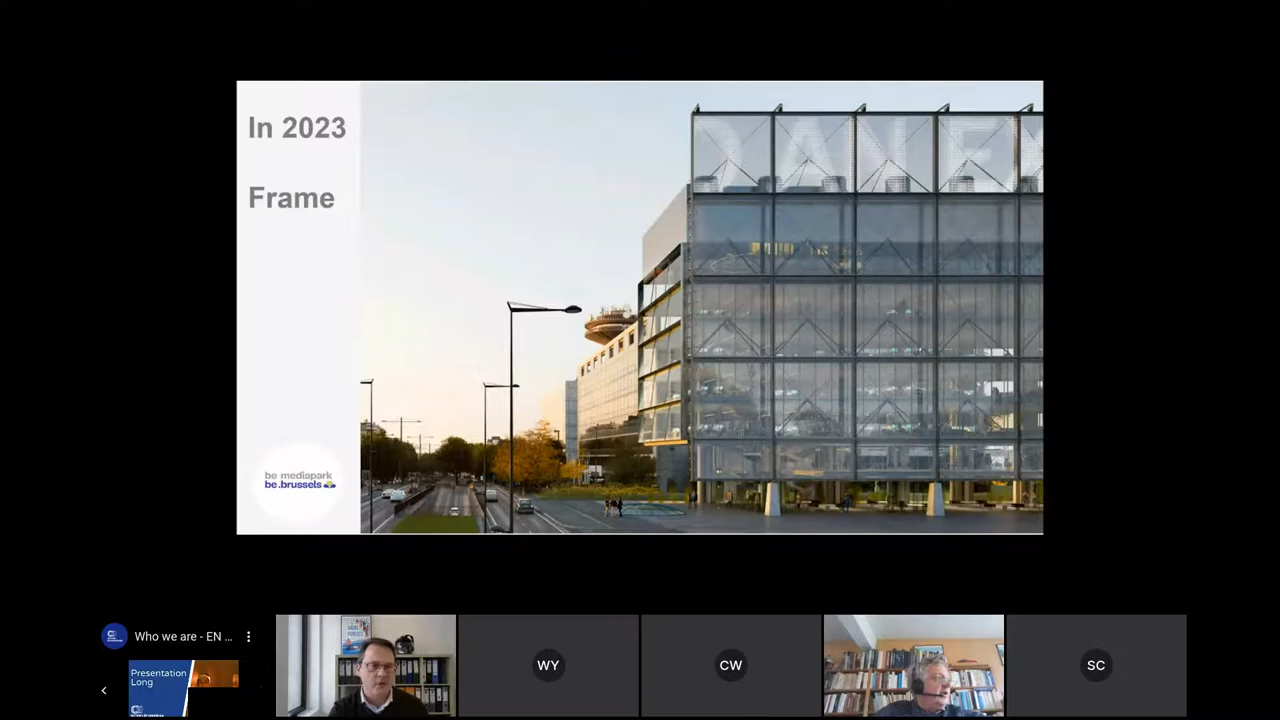 In 2023
Frame
be mediapark
be.brussels
Who we are - EN ...
Presentation
Long
WY
CW
SC